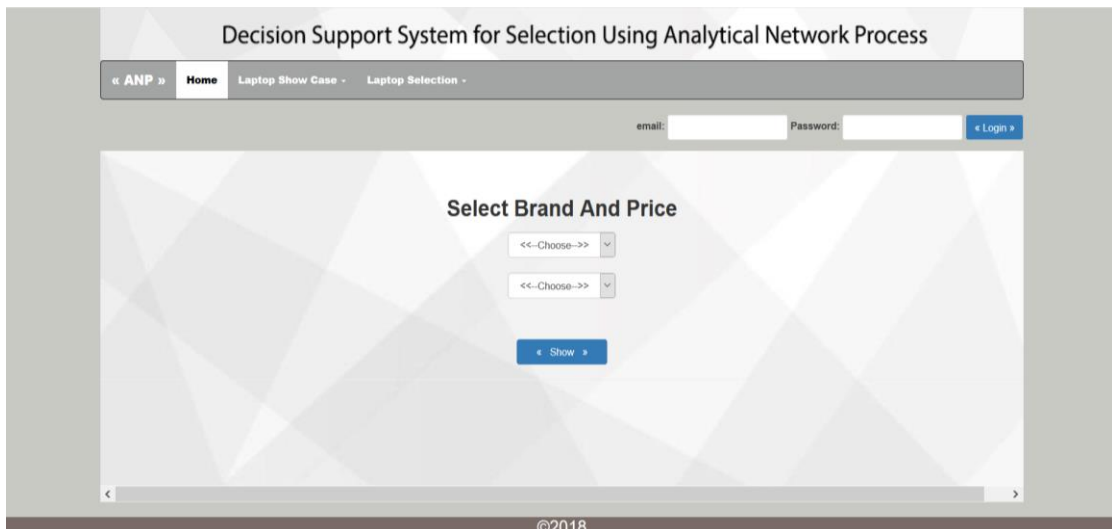 Decision Support System for Selection Using Analytical Network Process
« ANP » Home Laptop Show Case Laptop Selection
email: Password: « Login »
Select Brand And Price
<<--Choose-->>
<<--Choose-->>
« Show »
©2018